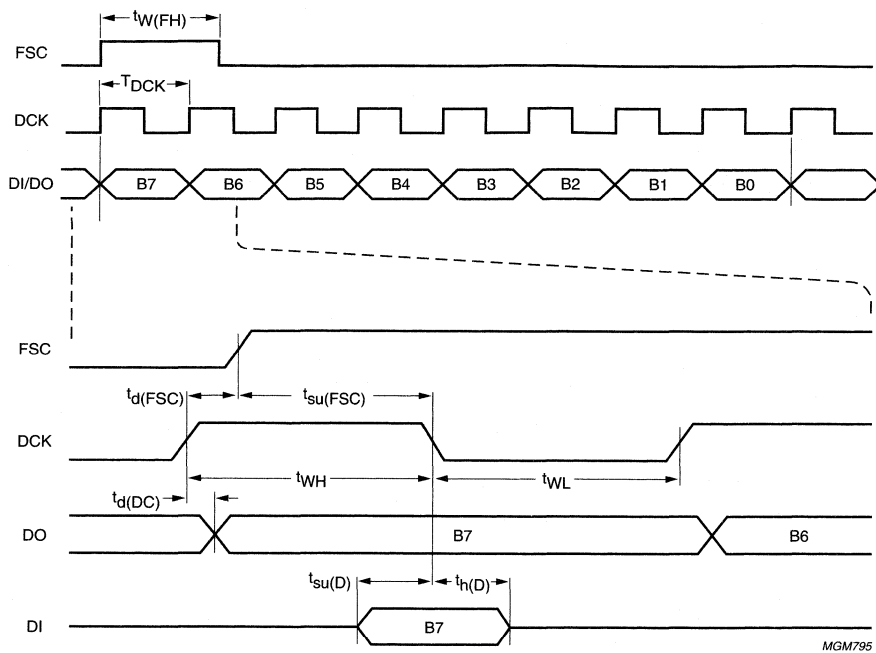 tW(FH)
FSC
TDCK
DCK
DI/DO B7 B6 B5 B4 B3 B2 B1 B0
FSC
td(FSC) tsu(FSC)
DCK
tWH tWL
td(DC)
DO B7 B6
tsu(D) th(D)
DI B7
MGM795